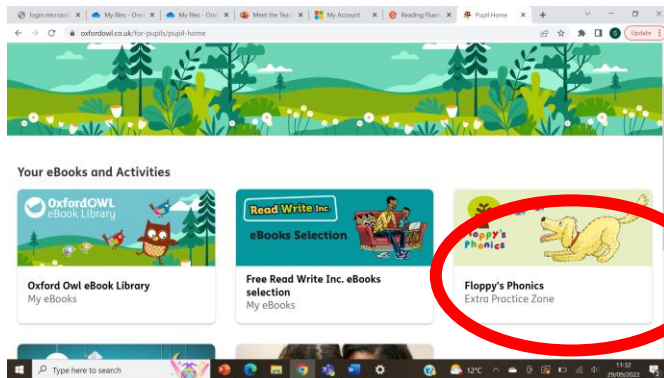 login.microsoft
My files - One
My files - One
Meet the Tea
My Account
Reading Fluen
Pupil Home
oxfordowl.co.uk/for-pupils/pupil-home
Update
Your eBooks and Activities
OxfordOWL
eBook Library
Read Write Inc.
eBooks Selection
Floppy's
Phonics
Oxford Owl eBook Library
My eBooks
Free Read Write Inc. eBooks
selection
My eBooks
Floppy's Phonics
Extra Practice Zone
Type here to search
12°C
11:32
29/09/2022